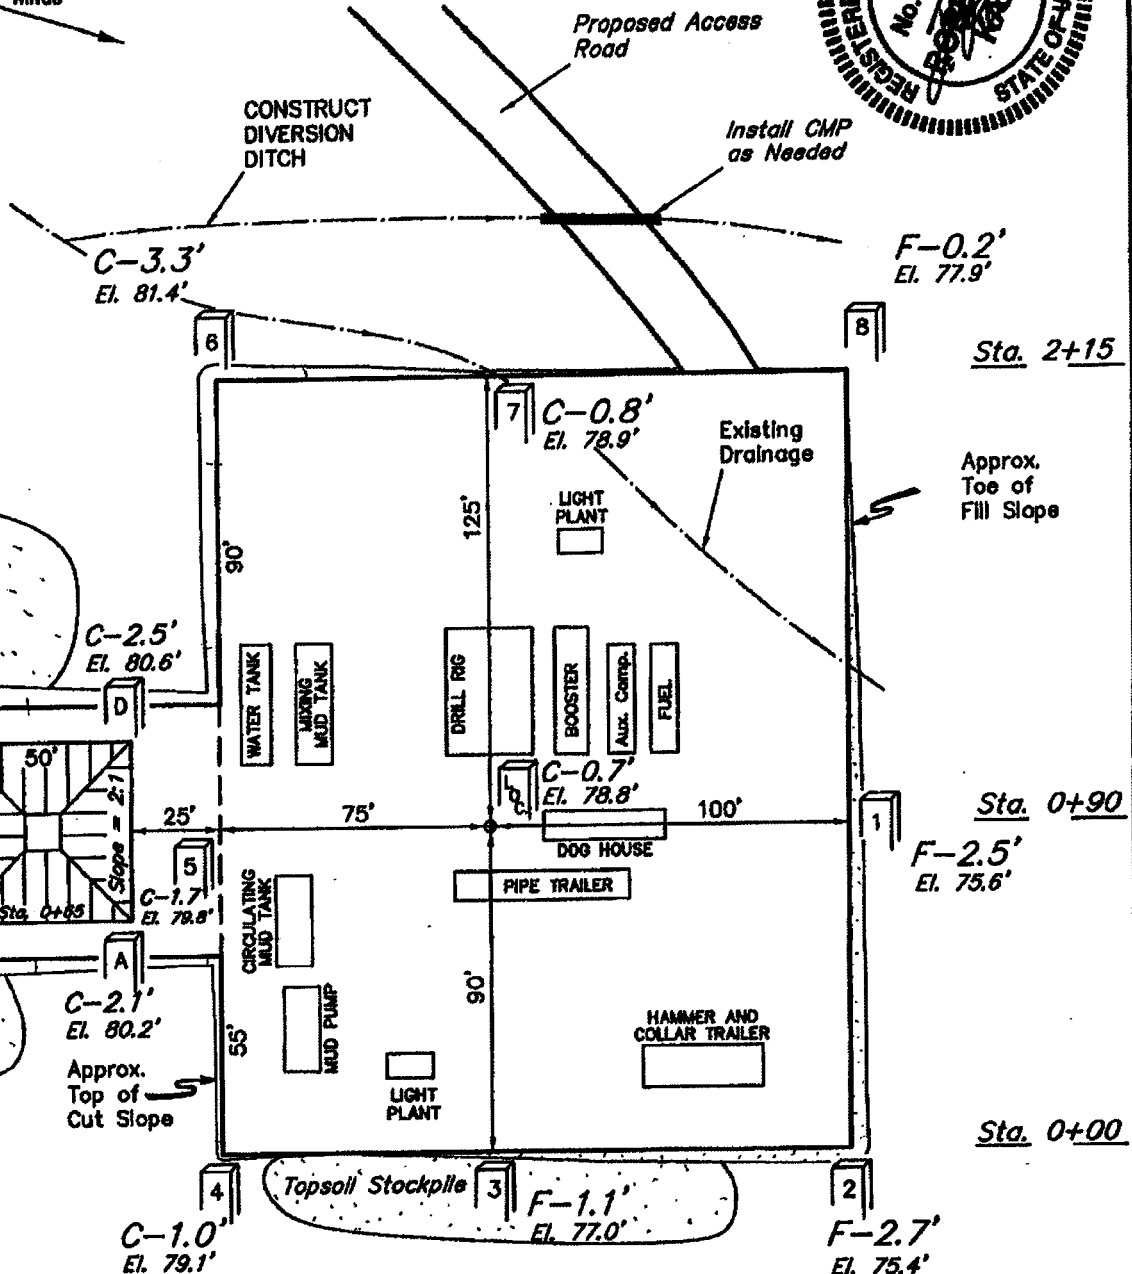 Proposed Access
Road
REGISTERED
No.
STATE OF
CONSTRUCT
DIVERSION
DITCH
Install CMP
as Needed
C-3.3'
El. 81.4'
F-0.2'
El. 77.9'
6
8
Sta. 2+15
7
C-0.8'
El. 78.9'
Existing
Drainage
Approx.
Toe of
Fill Slope
LIGHT
PLANT
125'
90'
C-2.5'
El. 80.6'
D
WATER TANK
MIXING
MUD TANK
DRILL RIG
BOOSTER
Aux. Comp.
FUEL
50'
Slope = 2:1
25'
75'
LOC.
C-0.7'
El. 78.8'
100'
1
Sta. 0+90
DOG HOUSE
F-2.5'
El. 75.6'
5
C-1.7'
El. 79.8'
PIPE TRAILER
CIRCULATING
MUD TANK
A
C-2.1'
El. 80.2'
90'
55'
MUD PUMP
HAMMER AND
COLLAR TRAILER
Approx.
Top of
Cut Slope
LIGHT
PLANT
Sta. 0+00
4
Topsoil Stockpile
3
2
F-1.1'
El. 77.0'
C-1.0'
El. 79.1'
F-2.7'
El. 75.4'